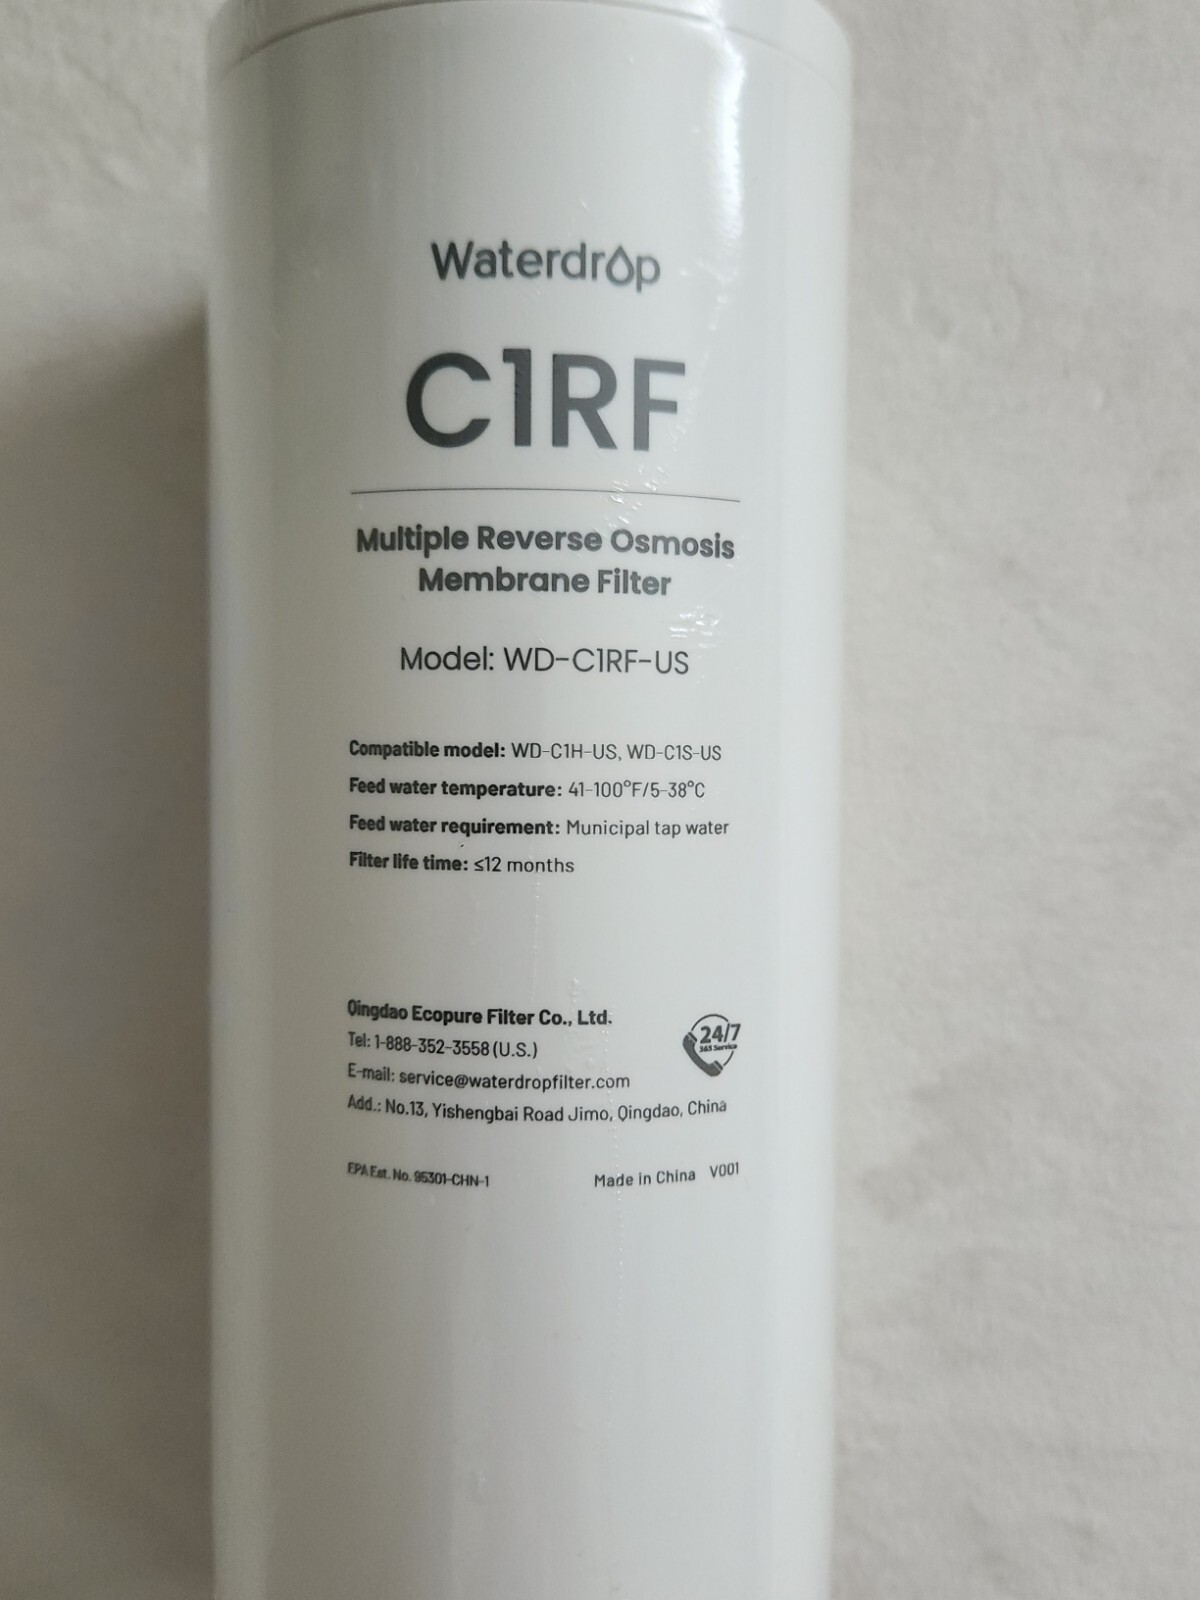 Waterdrop
C1RF
Multiple Reverse Osmosis
Membrane Filter
Model: WD-C1RF-US
Compatible model: WD-C1H-US, WD-C1S-US
Feed water temperature: 41-100°F/5-38°C
Feed water requirement: Municipal tap water
Filter life time: ≤12 months
Qingdao Ecopure Filter Co., Ltd.
Tel: 1-888-352-3558 (U.S.)
E-mail: service@waterdropfilter.com
Add.: No.13, Yishengbai Road Jimo, Qingdao, China
24/7
365 Service
EPA Est. No. 95301-CHN-1 Made in China V001